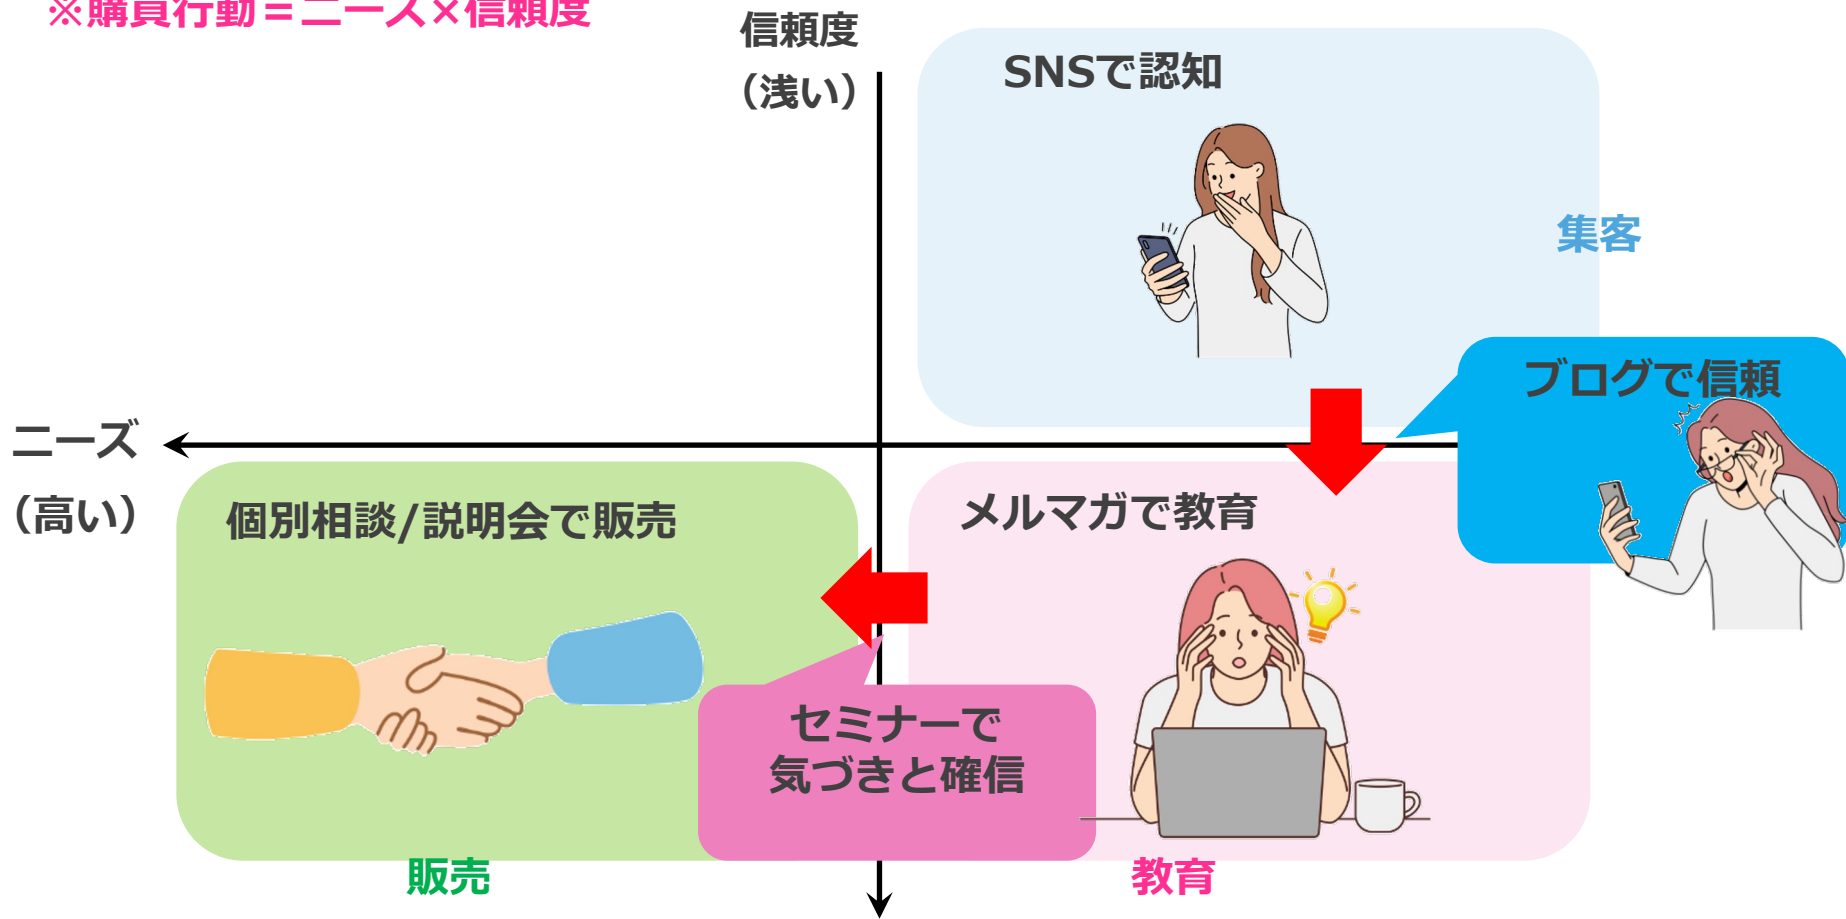 ※購買行動＝ニーズ×信頼度
信頼度
（浅い）
SNSで認知
集客
ブログで信頼
ニーズ
（高い）
個別相談/説明会で販売
メルマガで教育
セミナーで
気づきと確信
販売
教育